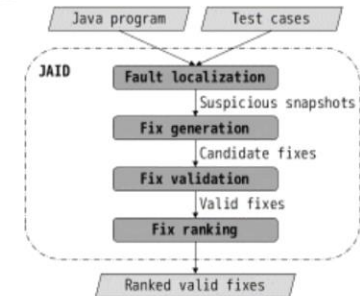 Java program
Test cases
JAID
Fault localization
Suspicious snapshots
Fix generation
Candidate fixes
Fix validation
Valid fixes
Fix ranking
Ranked valid fixes